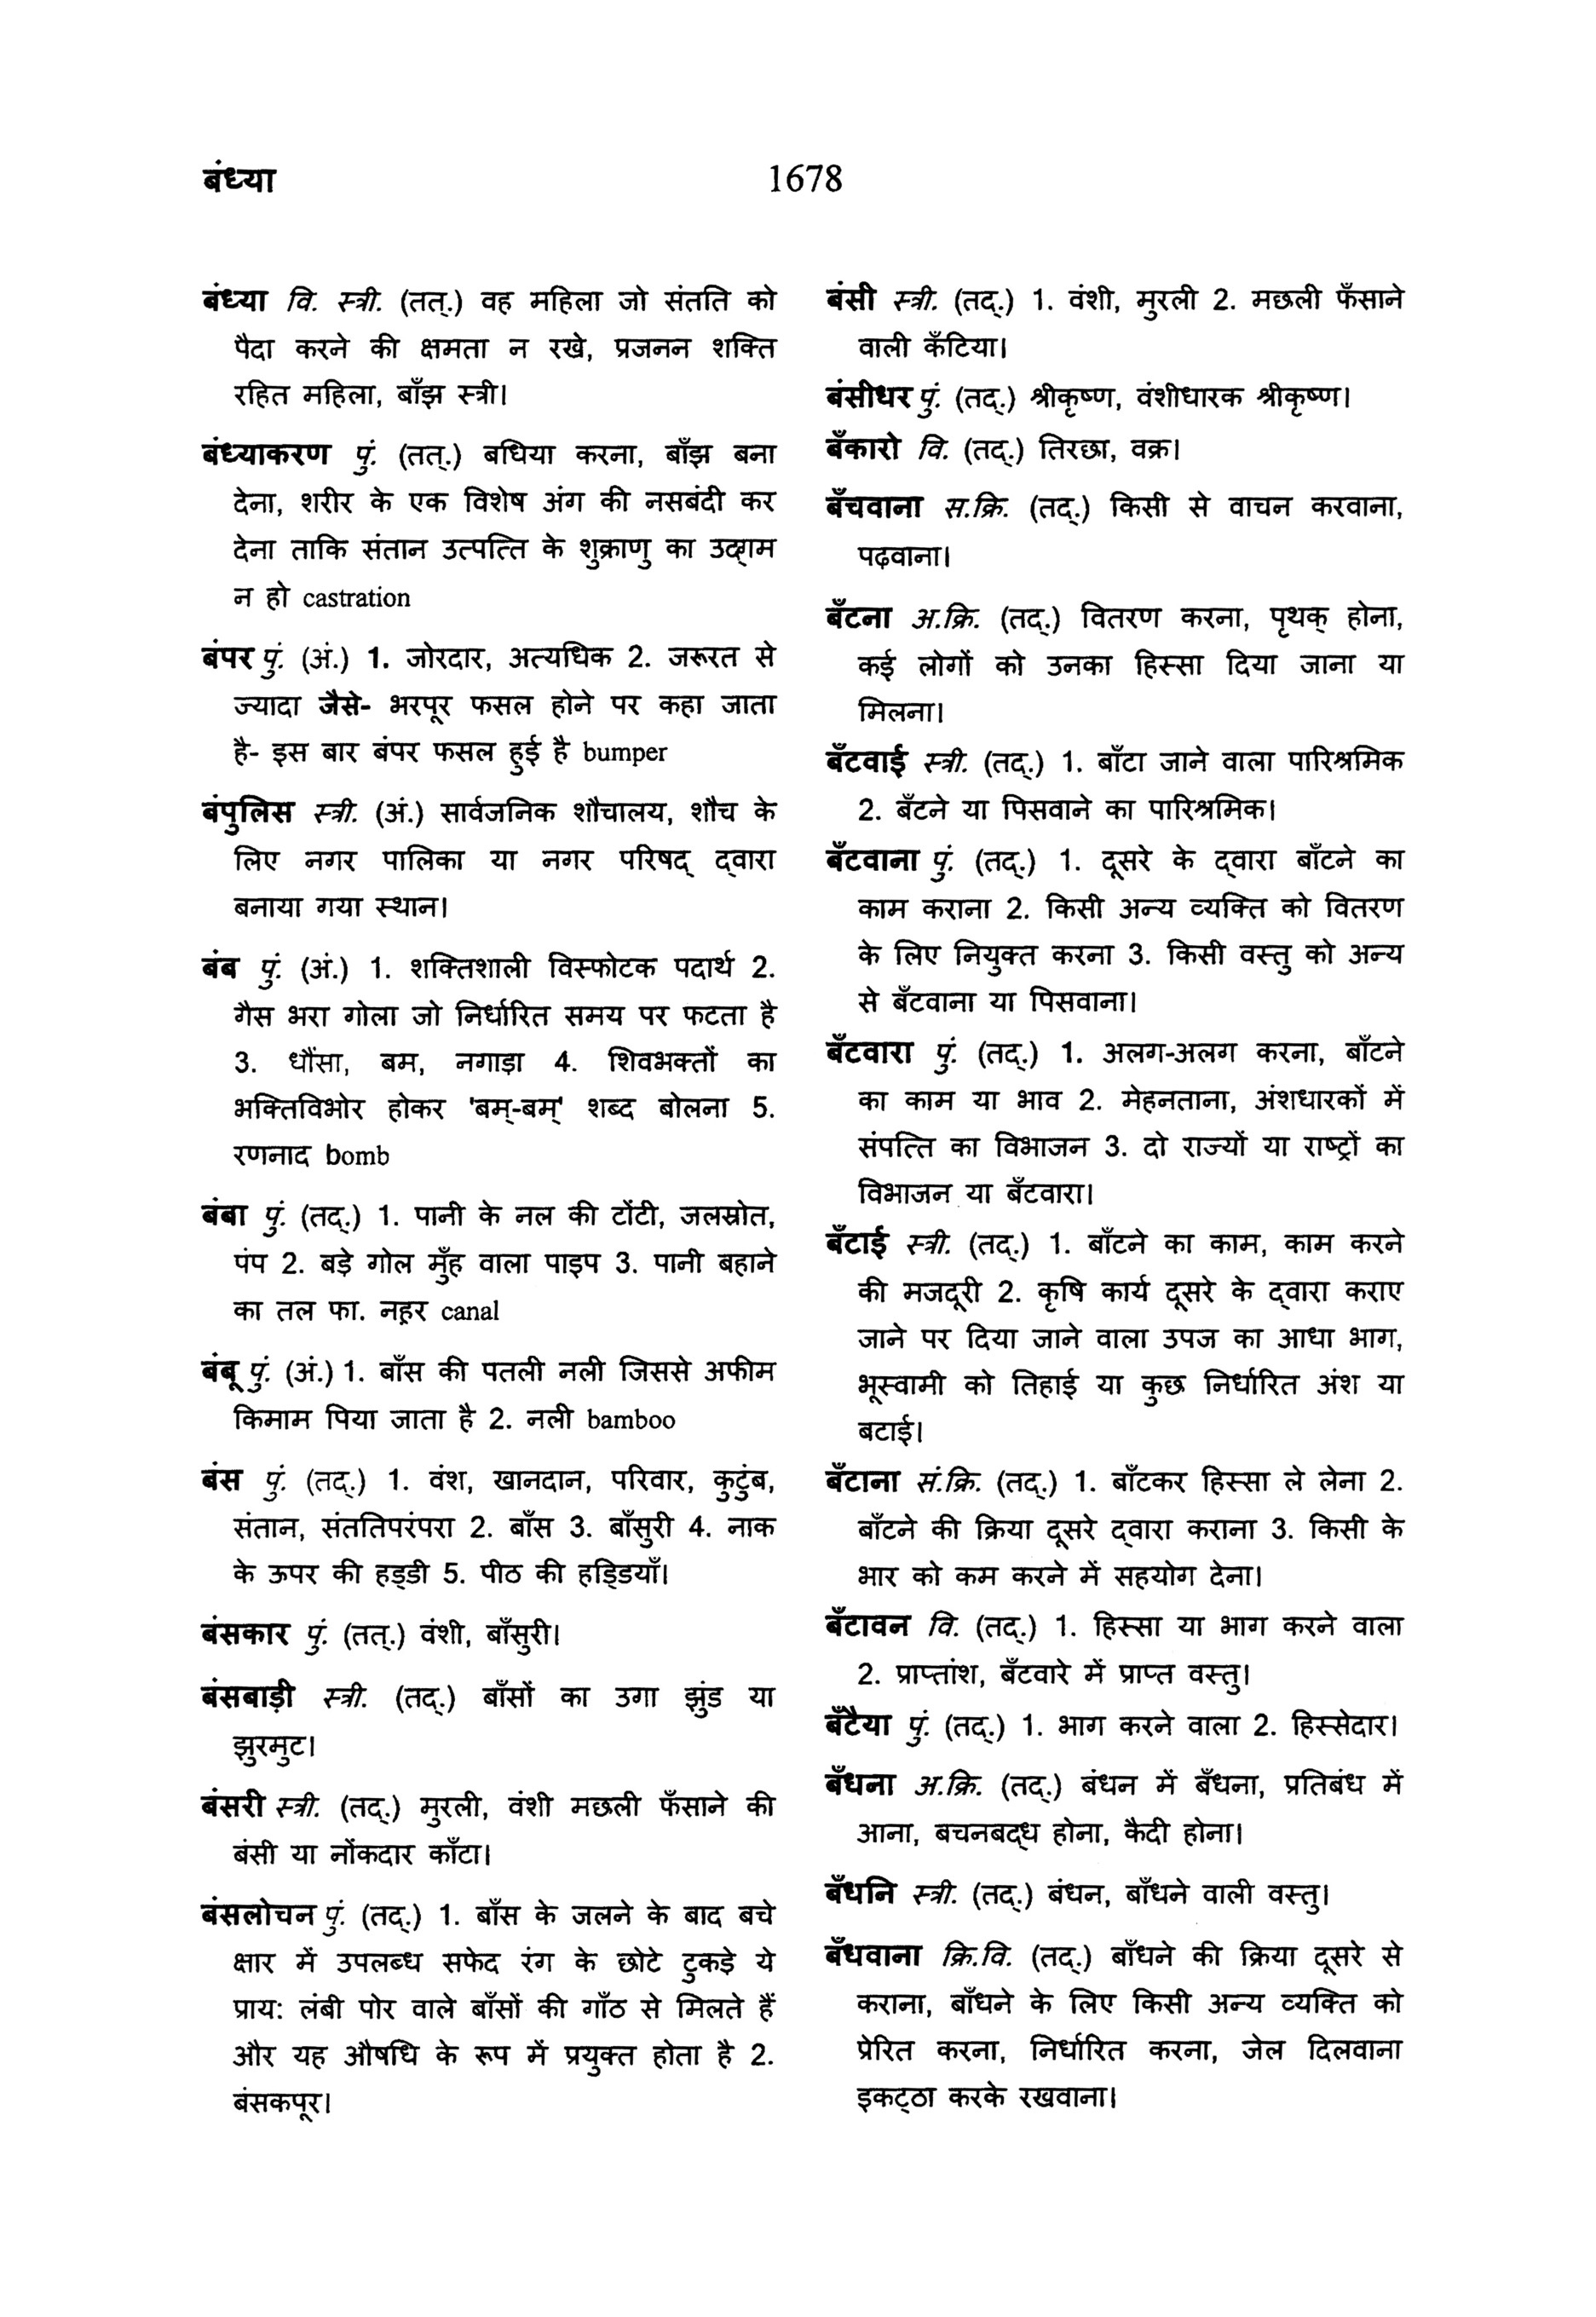 बंध्या
1678
बंध्या वि. स्त्री. (तत्.) वह महिला जो संतति को
पैदा करने की क्षमता न रखे, प्रजनन शक्ति
रहित महिला, बाँझ स्त्री।
बंध्याकरण पुं. (तत्.) बधिया करना, बाँझ बना
देना, शरीर के एक विशेष अंग की नसबंदी कर
देना ताकि संतान उत्पत्ति के शुक्राणु का उद्गम
न हो castration
बंपर पुं. (अं.) 1. जोरदार, अत्यधिक 2. जरूरत से
ज्यादा जैसे- भरपूर फसल होने पर कहा जाता
है- इस बार बंपर फसल हुई है bumper
बंपुलिस स्त्री. (अं.) सार्वजनिक शौचालय, शौच के
लिए नगर पालिका या नगर परिषद् द्वारा
बनाया गया स्थान।
बंब पुं. (अं.) 1. शक्तिशाली विस्फोटक पदार्थ 2.
गैस भरा गोला जो निर्धारित समय पर फटता है
3. धौंसा, बम, नगाड़ा 4. शिवभक्तों का
भक्तिविभोर होकर 'बम्-बम्' शब्द बोलना 5.
रणनाद bomb
बंबा पुं. (तद्.) 1. पानी के नल की टोंटी, जलस्रोत,
पंप 2. बड़े गोल मुँह वाला पाइप 3. पानी बहाने
का तल फा. नह़र canal
बंबू पुं. (अं.) 1. बाँस की पतली नली जिससे अफीम
किमाम पिया जाता है 2. नली bamboo
बंस पुं. (तद्.) 1. वंश, खानदान, परिवार, कुटुंब,
संतान, संततिपरंपरा 2. बाँस 3. बाँसुरी 4. नाक
के ऊपर की हड्डी 5. पीठ की हड्डियाँ।
बंसकार पुं. (तत्.) वंशी, बाँसुरी।
बंसबाड़ी स्त्री. (तद्.) बाँसों का उगा झुंड या
झुरमुट।
बंसरी स्त्री. (तद्.) मुरली, वंशी मछली फँसाने की
बंसी या नोंकदार काँटा।
बंसलोचन पुं. (तद्.) 1. बाँस के जलने के बाद बचे
क्षार में उपलब्ध सफेद रंग के छोटे टुकड़े ये
प्राय: लंबी पोर वाले बाँसों की गाँठ से मिलते हैं
और यह औषधि के रूप में प्रयुक्त होता है 2.
बंसकपूर।
बंसी स्त्री. (तद्.) 1. वंशी, मुरली 2. मछली फँसाने
वाली कँटिया।
बंसीधर पुं. (तद्.) श्रीकृष्ण, वंशीधारक श्रीकृष्ण।
बँकारो वि. (तद्.) तिरछा, वक्र।
बँचवाना स.क्रि. (तद्.) किसी से वाचन करवाना,
पढ़वाना।
बँटना अ.क्रि. (तद्.) वितरण करना, पृथक् होना,
कई लोगों को उनका हिस्सा दिया जाना या
मिलना।
बँटवाई स्त्री. (तद्.) 1. बाँटा जाने वाला पारिश्रमिक
2. बँटने या पिसवाने का पारिश्रमिक।
बँटवाना पुं. (तद्.) 1. दूसरे के द्वारा बाँटने का
काम कराना 2. किसी अन्य व्यक्ति को वितरण
के लिए नियुक्त करना 3. किसी वस्तु को अन्य
से बँटवाना या पिसवाना।
बँटवारा पुं. (तद्.) 1. अलग-अलग करना, बाँटने
का काम या भाव 2. मेहनताना, अंशधारकों में
संपत्ति का विभाजन 3. दो राज्यों या राष्ट्रों का
विभाजन या बँटवारा।
बँटाई स्त्री. (तद्.) 1. बाँटने का काम, काम करने
की मजदूरी 2. कृषि कार्य दूसरे के द्वारा कराए
जाने पर दिया जाने वाला उपज का आधा भाग,
भूस्वामी को तिहाई या कुछ निर्धारित अंश या
बटाई।
बँटाना सं.क्रि. (तद्.) 1. बाँटकर हिस्सा ले लेना 2.
बाँटने की क्रिया दूसरे द्वारा कराना 3. किसी के
भार को कम करने में सहयोग देना।
बँटावन वि. (तद्.) 1. हिस्सा या भाग करने वाला
2. प्राप्तांश, बँटवारे में प्राप्त वस्तु।
बँटैया पुं. (तद्.) 1. भाग करने वाला 2. हिस्सेदार।
बँधना अ.क्रि. (तद्.) बंधन में बँधना, प्रतिबंध में
आना, बचनबद्ध होना, कैदी होना।
बँधनि स्त्री. (तद्.) बंधन, बाँधने वाली वस्तु।
बँधवाना क्रि.वि. (तद्.) बाँधने की क्रिया दूसरे से
कराना, बाँधने के लिए किसी अन्य व्यक्ति को
प्रेरित करना, निर्धारित करना, जेल दिलवाना
इकट्ठा करके रखवाना।